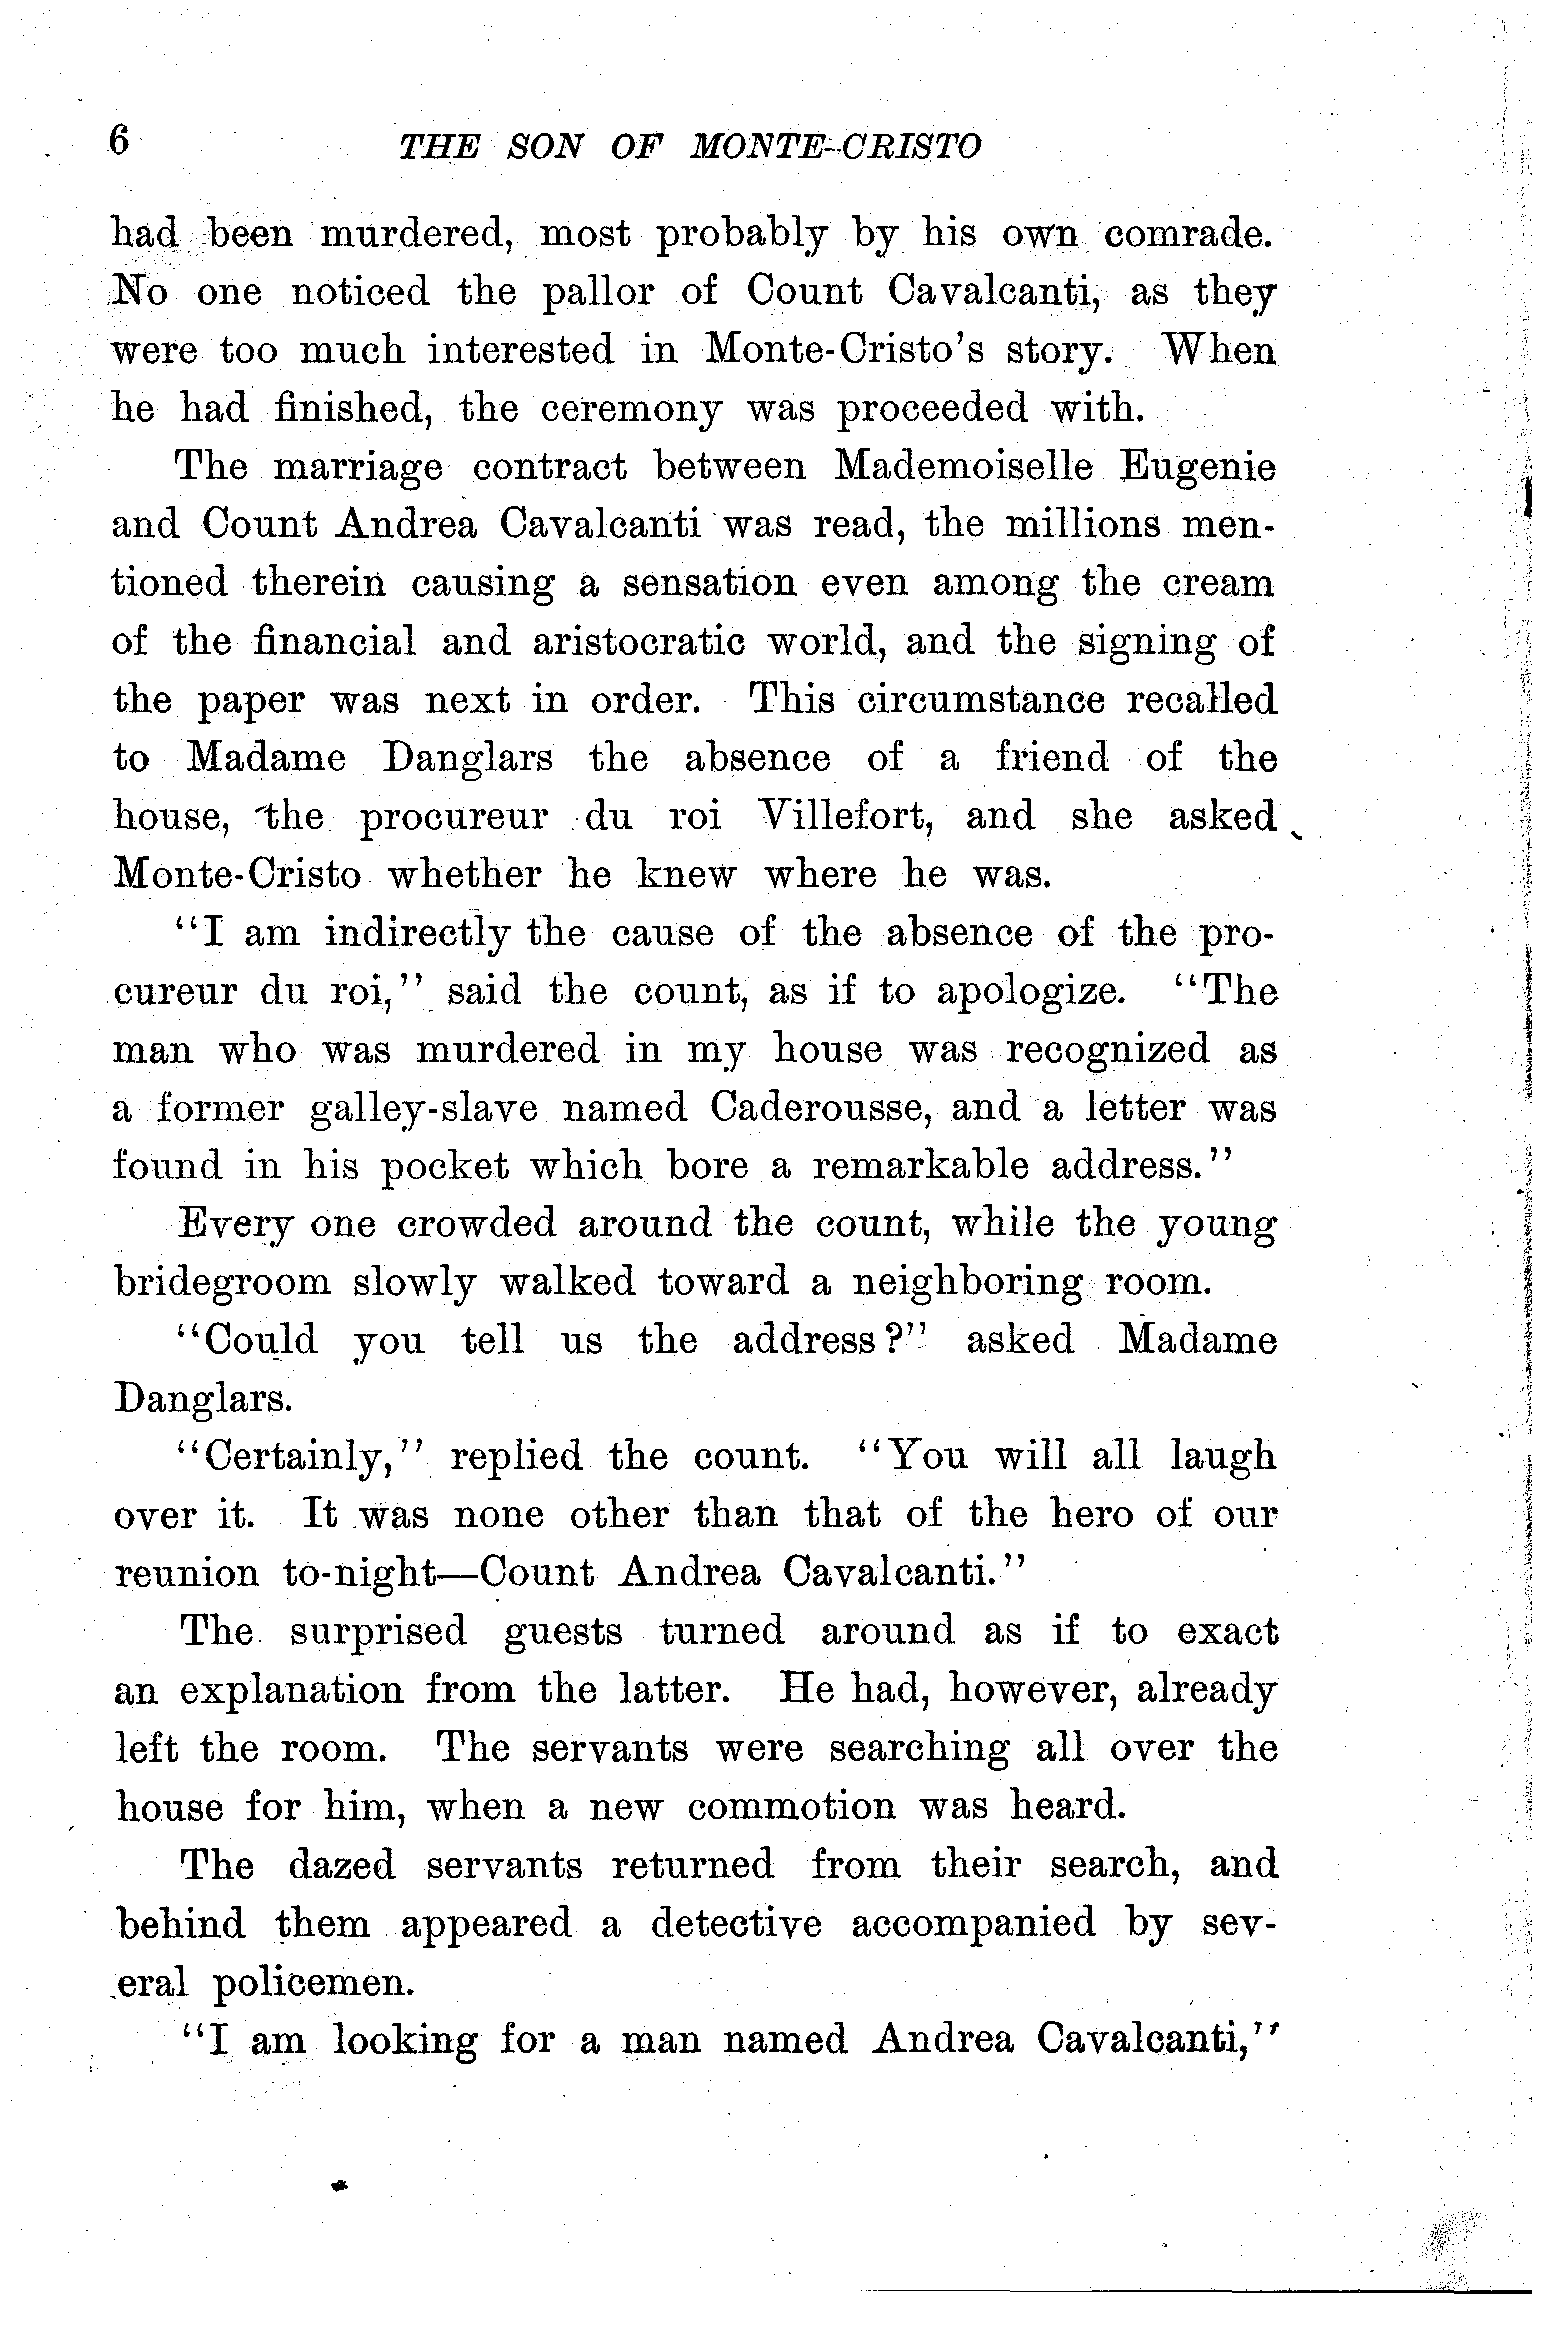 6 THE SON OF MONTE-CRISTO
had been murdered, most probably by his own comrade.
No one noticed the pallor of Count Cavalcanti, as they
were too much interested in Monte-Cristo's story. When
he had finished, the ceremony was proceeded with.
The marriage contract between Mademoiselle Eugenie
and Count Andrea Cavalcanti was read, the millions men-
tioned therein causing a sensation even among the cream
of the financial and aristocratic world, and the signing of
the paper was next in order. This circumstance recalled
to Madame Danglars the absence of a friend of the
house, the procureur du roi Villefort, and she asked
Monte-Cristo whether he knew where he was.
"I am indirectly the cause of the absence of the pro-
cureur du roi," said the count, as if to apologize. "The
man who was murdered in my house was recognized as
a former galley-slave named Caderousse, and a letter was
found in his pocket which bore a remarkable address."
Every one crowded around the count, while the young
bridegroom slowly walked toward a neighboring room.
"Could you tell us the address?" asked Madame
Danglars.
"Certainly," replied the count. "You will all laugh
over it. It was none other than that of the hero of our
reunion to-night—Count Andrea Cavalcanti."
The surprised guests turned around as if to exact
an explanation from the latter. He had, however, already
left the room. The servants were searching all over the
house for him, when a new commotion was heard.
The dazed servants returned from their search, and
behind them appeared a detective accompanied by sev-
eral policemen.
"I am looking for a man named Andrea Cavalcanti,"